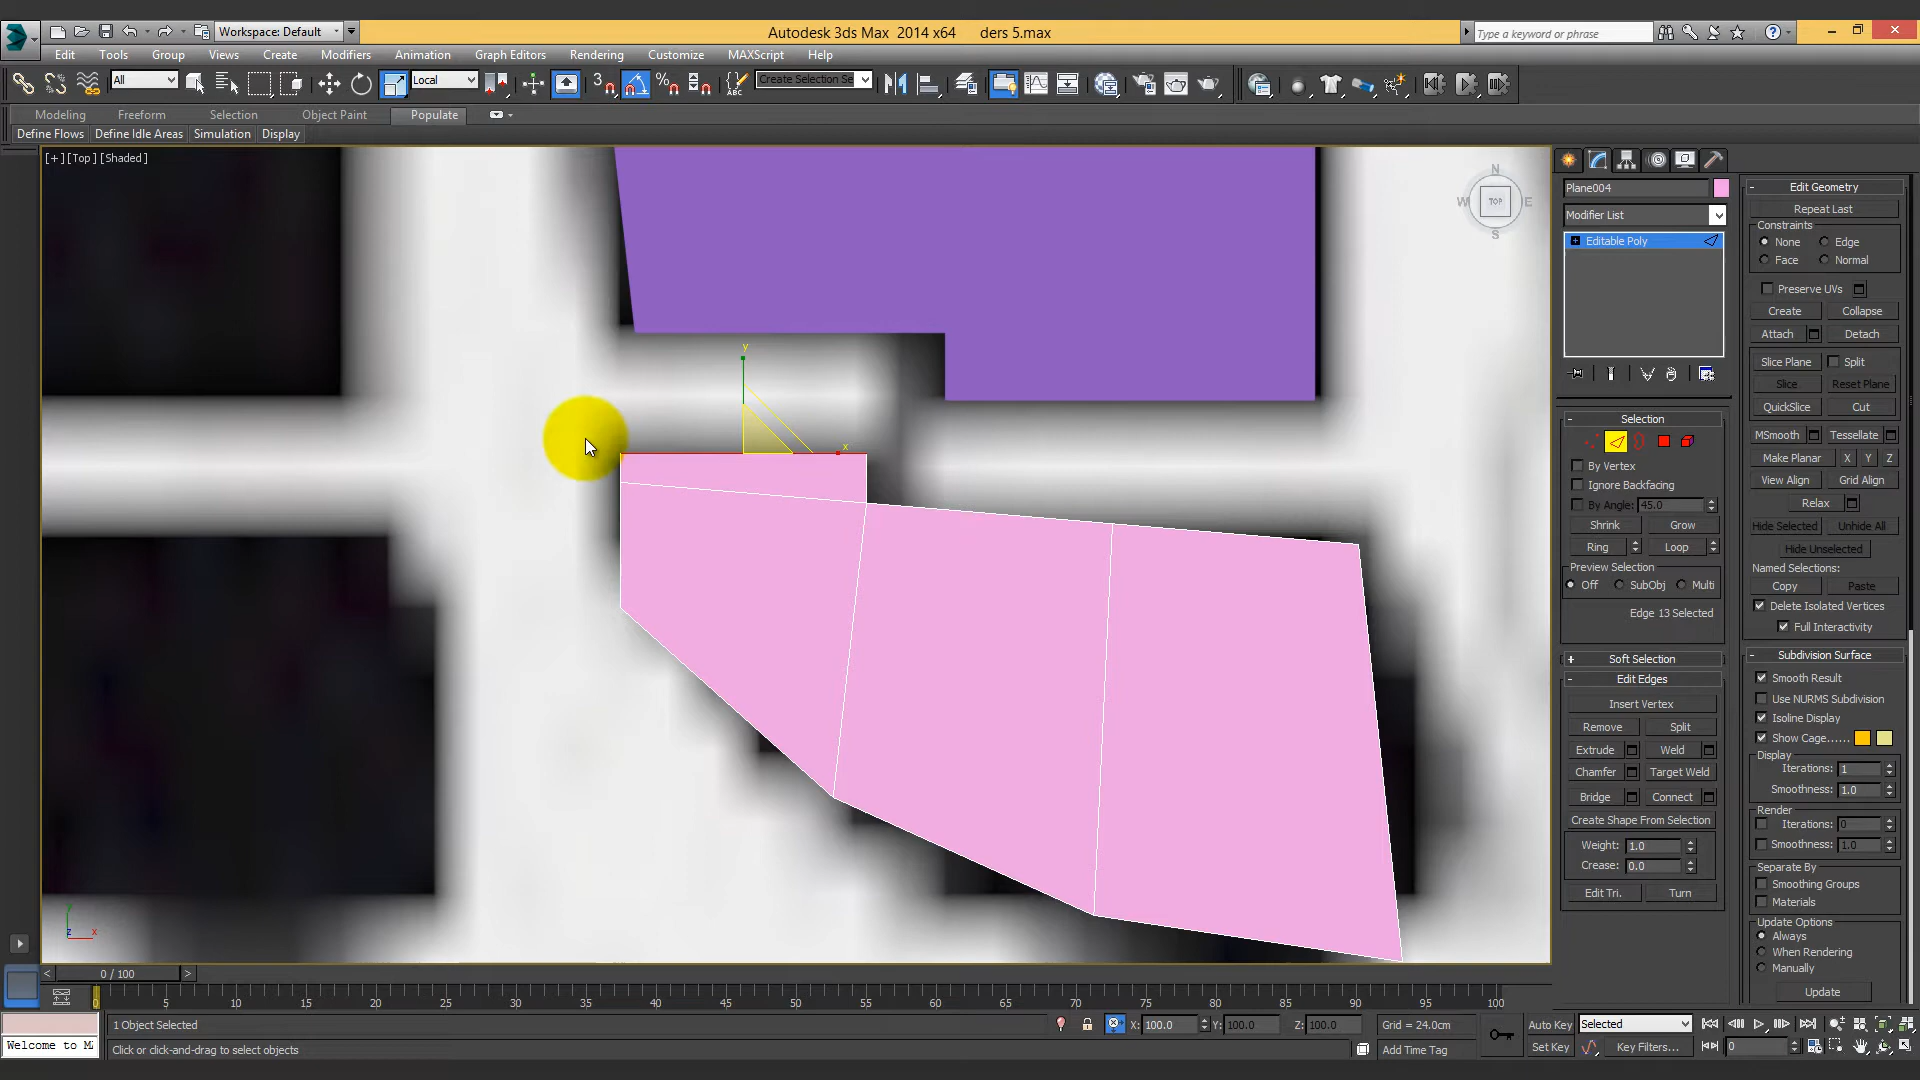 Workspace: Default
Autodesk 3ds Max  2014 x64     ders 5.max
Type a keyword or phrase
Edit Tools Group Views Create Modifiers Animation Graph Editors Rendering Customize MAXScript Help
All Local Create Selection Se
Modeling Freeform Selection Object Paint Populate
Define Flows Define Idle Areas Simulation Display
[+] [Top] [Shaded]
N
W TOP E
S
y
x
z x
Plane004
Modifier List
Editable Poly
Selection
By Vertex
Ignore Backfacing
By Angle: 45.0
Shrink Grow
Ring Loop
Preview Selection
Off SubObj Multi
Edge 13 Selected
Soft Selection
Edit Edges
Insert Vertex
Remove Split
Extrude Weld
Chamfer Target Weld
Bridge Connect
Create Shape From Selection
Weight: 1.0
Crease: 0.0
Edit Tri. Turn
Edit Geometry
Repeat Last
Constraints
None Edge
Face Normal
Preserve UVs
Create Collapse
Attach Detach
Slice Plane Split
Slice Reset Plane
QuickSlice Cut
MSmooth Tessellate
Make Planar X Y Z
View Align Grid Align
Relax
Hide Selected Unhide All
Hide Unselected
Named Selections:
Copy Paste
Delete Isolated Vertices
Full Interactivity
Subdivision Surface
Smooth Result
Use NURMS Subdivision
Isoline Display
Show Cage......
Display
Iterations: 1
Smoothness: 1.0
Render
Iterations: 0
Smoothness: 1.0
Separate By
Smoothing Groups
Materials
Update Options
Always
When Rendering
Manually
Update
< 0 / 100 >
0 5 10 15 20 25 30 35 40 45 50 55 60 65 70 75 80 85 90 95 100
1 Object Selected X: 100.0 Y: 100.0 Z: 100.0 Grid = 24.0cm Auto Key Selected
Welcome to M Click or click-and-drag to select objects Add Time Tag Set Key Key Filters... 0